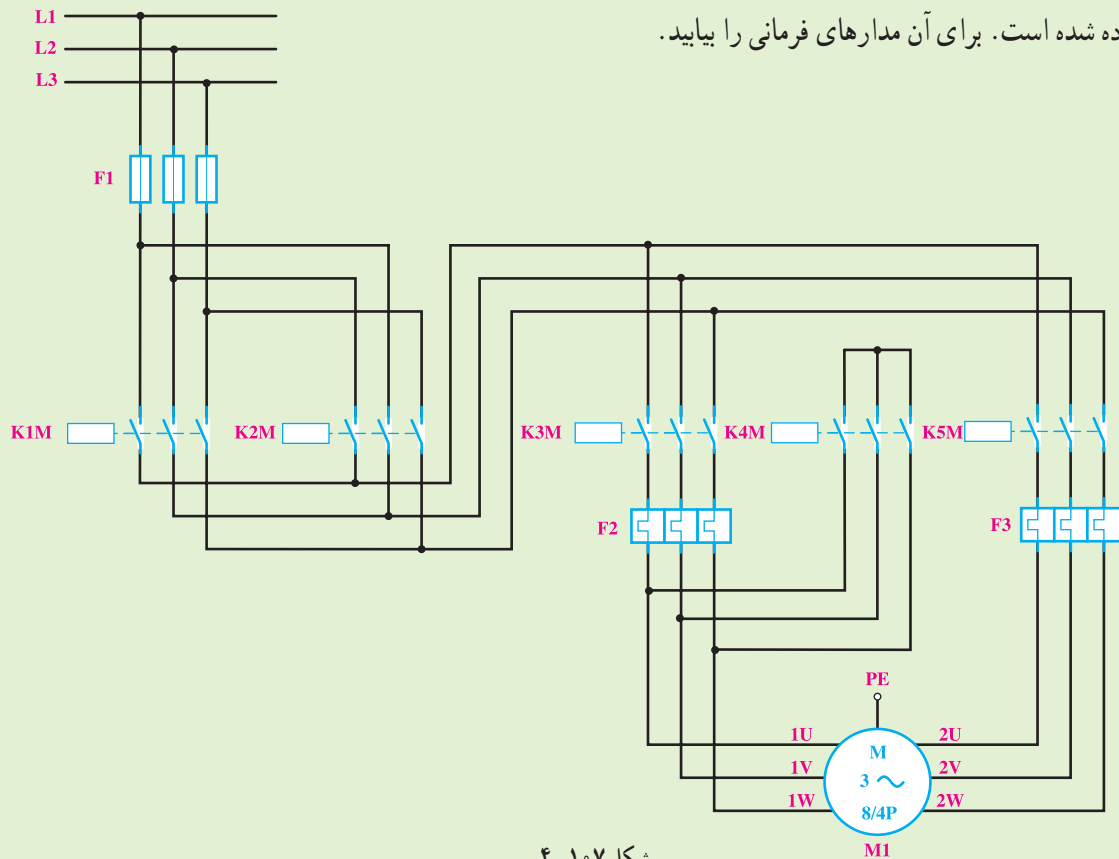 ده شده است. برای آن مدارهای فرمانی را بیابید.
L1
L2
L3
F1
K1M
K2M
K3M
K4M
K5M
F2
F3
PE
1U
2U
M
1V
3
2V
1W
8/4P
2W
M1